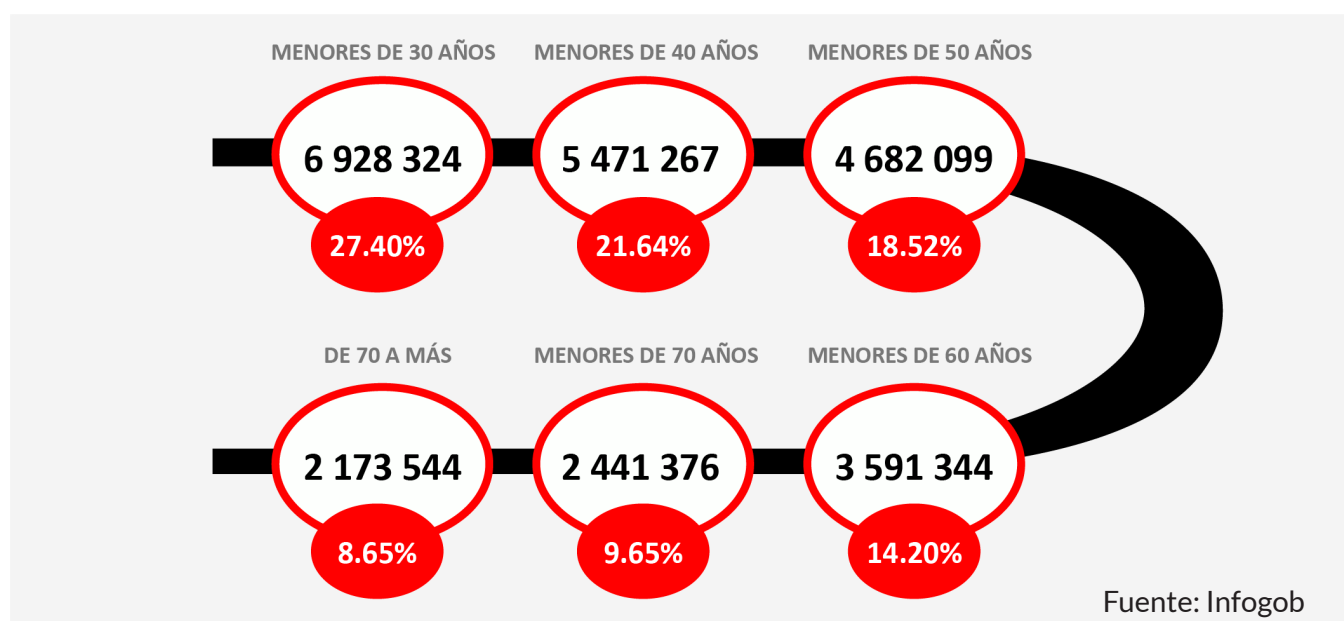 MENORES DE 30 AÑOS MENORES DE 40 AÑOS MENORES DE 50 AÑOS
6 928 324 5 471 267 4 682 099
27.40% 21.64% 18.52%
DE 70 A MÁS MENORES DE 70 AÑOS MENORES DE 60 AÑOS
2 173 544 2 441 376 3 591 344
8.65% 9.65% 14.20%
Fuente: Infogob